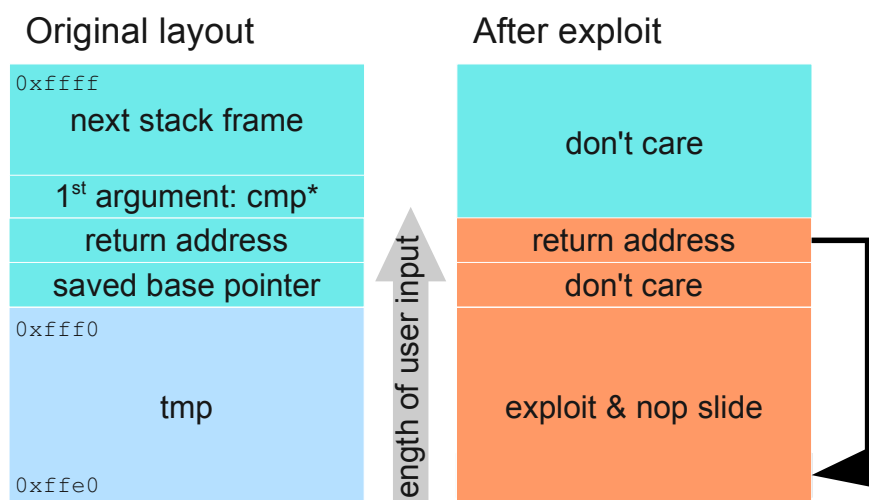 Original layout
After exploit
0xffff
next stack frame
1st argument: cmp*
return address
saved base pointer
0xfff0
tmp
0xffe0
ength of user input
don't care
return address
don't care
exploit & nop slide